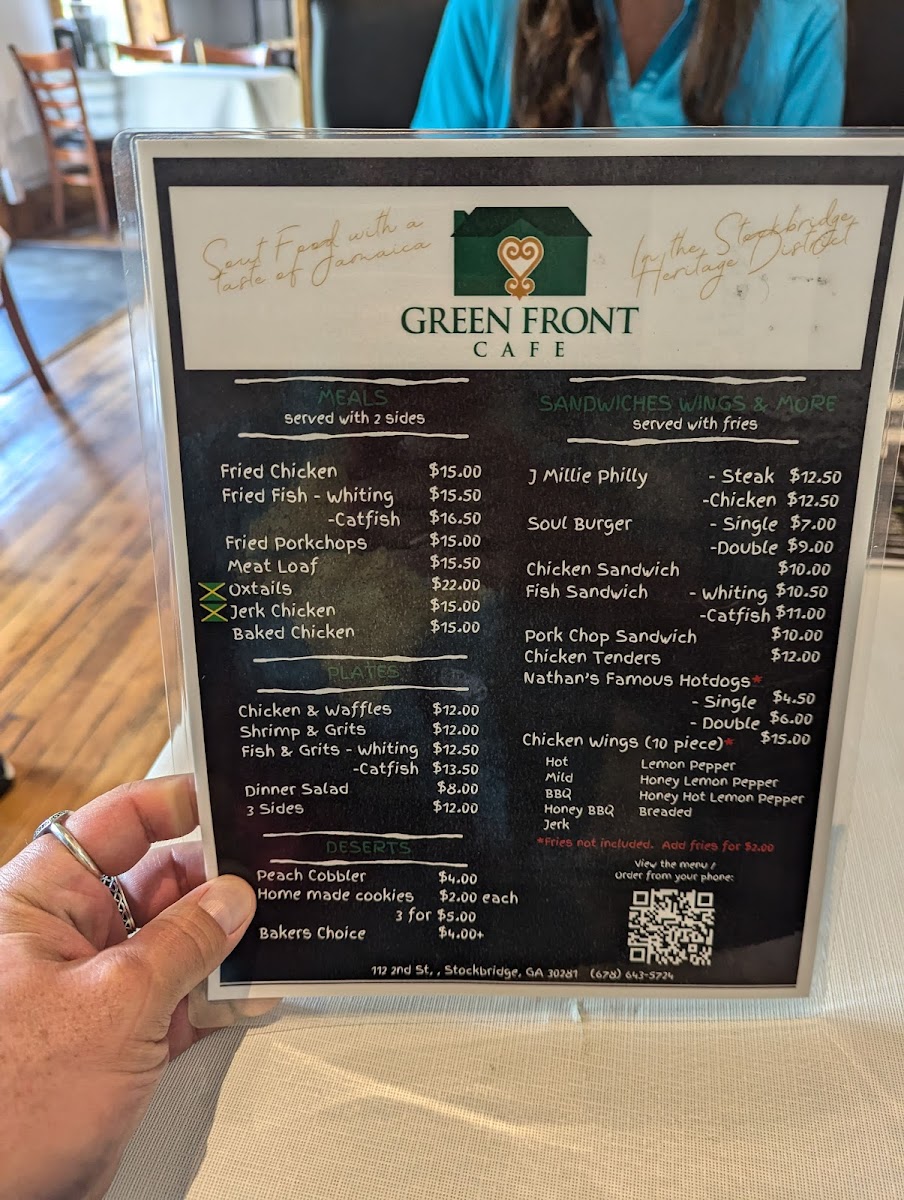 Soul Food with a
taste of Jamaica
In the Stockbridge
Heritage District
GREEN FRONT
CAFE
MEALS
served with 2 sides
Fried Chicken $15.00
Fried Fish - Whiting $15.50
-Catfish $16.50
Fried Porkchops $15.00
Meat Loaf $15.50
Oxtails $22.00
Jerk Chicken $15.00
Baked Chicken $15.00
PLATES
Chicken & Waffles $12.00
Shrimp & Grits $12.00
Fish & Grits - Whiting $12.50
-Catfish $13.50
Dinner Salad $8.00
3 Sides $12.00
DESERTS
Peach Cobbler $4.00
Home made cookies $2.00 each
3 for $5.00
Bakers Choice $4.00+
SANDWICHES WINGS & MORE
served with fries
J Millie Philly - Steak $12.50
-Chicken $12.50
Soul Burger - Single $7.00
-Double $9.00
Chicken Sandwich $10.00
Fish Sandwich - Whiting $10.50
-Catfish $11.00
Pork Chop Sandwich $10.00
Chicken Tenders $12.00
Nathan's Famous Hotdogs*
- Single $4.50
- Double $6.00
Chicken Wings (10 piece)* $15.00
Hot Lemon Pepper
Mild Honey Lemon Pepper
BBQ Honey Hot Lemon Pepper
Honey BBQ Breaded
Jerk
*Fries not included. Add fries for $2.00
View the menu /
Order from your phone:
112 2nd St, , Stockbridge, GA 30281 (678) 643-5724